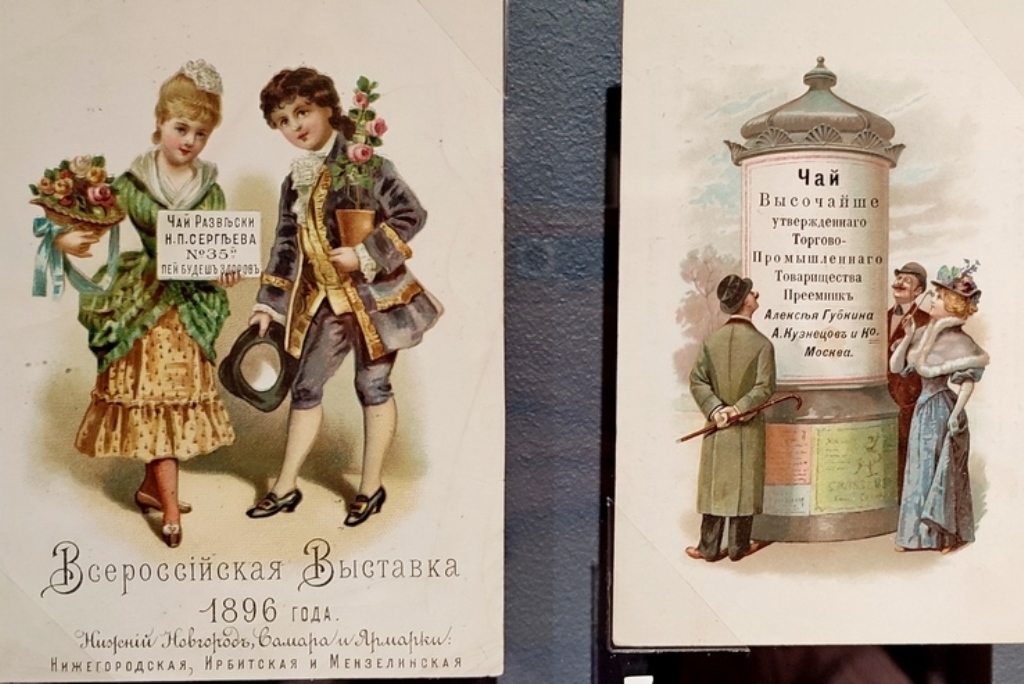 Чай Развѣски
Н.П.СЕРГѢЕВА
№35й
ПЕЙ БУДЕШЪ ЗДОРОВЪ
Всероссійская Выставка
1896 ГОДА.
Нижній Новгородъ, Самара и Ярмарки:
Нижегородская, Ирбитская и Мензелинская
Чай
Высочайше
утвержденнаго
Торгово-
Промышленнаго
Товарищества
Преемникъ
Алексѣя Губкина
А.Кузнецовъ и Ко.
Москва.